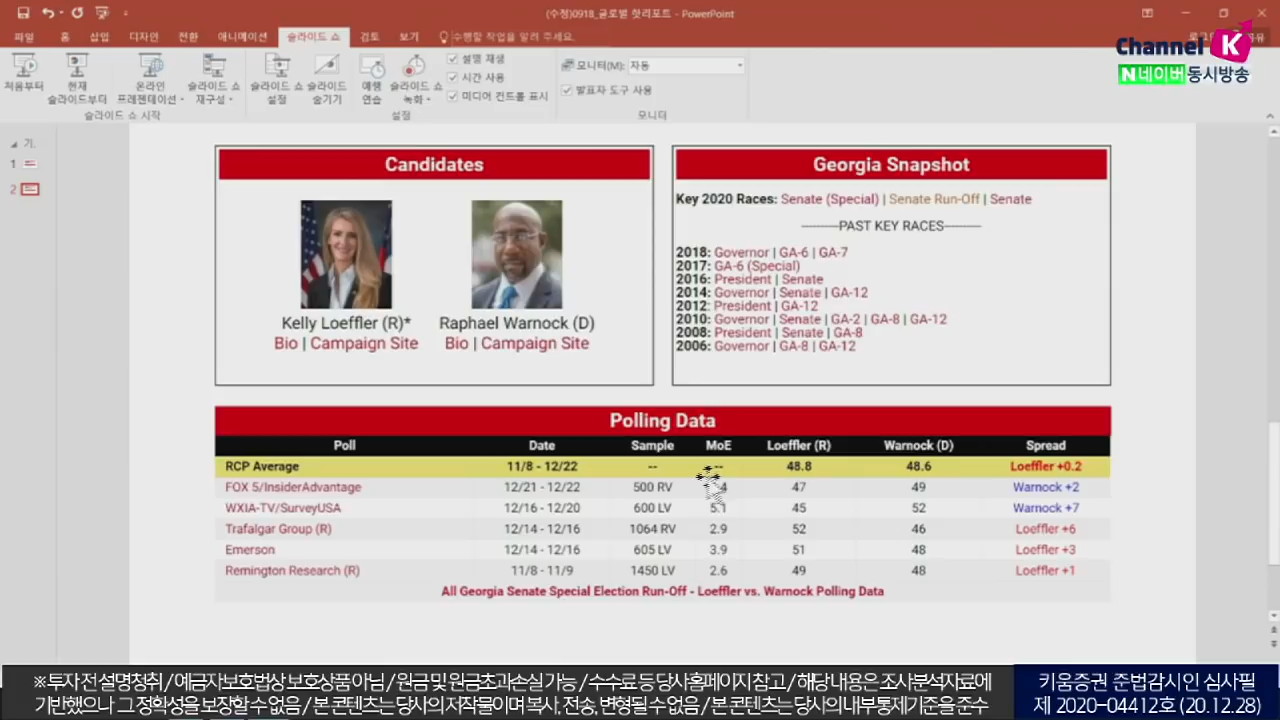 (수정)0918_글로벌 핫리포트 - PowerPoint
파일 홈 삽입 디자인 전환 애니메이션 슬라이드 쇼 검토 보기 수행할 작업을 알려 주세요.
Channel K
N네이버 동시방송
처음부터
현재
슬라이드부터
온라인
프레젠테이션
슬라이드 쇼
재구성
슬라이드 쇼
설정
슬라이드
숨기기
예행
연습
슬라이드 쇼
녹화
설명 재생
시간 사용
미디어 컨트롤 표시
모니터(M): 자동
발표자 도구 사용
슬라이드 쇼 시작
설정
모니터
기.
1
2
Candidates
Kelly Loeffler (R)*
Bio | Campaign Site
Raphael Warnock (D)
Bio | Campaign Site
Georgia Snapshot
Key 2020 Races: Senate (Special) | Senate Run-Off | Senate
----------PAST KEY RACES----------
2018: Governor | GA-6 | GA-7
2017: GA-6 (Special)
2016: President | Senate
2014: Governor | Senate | GA-12
2012: President | GA-12
2010: Governor | Senate | GA-2 | GA-8 | GA-12
2008: President | Senate | GA-8
2006: Governor | GA-8 | GA-12
Polling Data
Poll Date Sample MoE Loeffler (R) Warnock (D) Spread
RCP Average 11/8 - 12/22 -- -- 48.8 48.6 Loeffler +0.2
FOX 5/InsiderAdvantage 12/21 - 12/22 500 RV 47 49 Warnock +2
WXIA-TV/SurveyUSA 12/16 - 12/20 600 LV 5.1 45 52 Warnock +7
Trafalgar Group (R) 12/14 - 12/16 1064 RV 2.9 52 46 Loeffler +6
Emerson 12/14 - 12/16 605 LV 3.9 51 48 Loeffler +3
Remington Research (R) 11/8 - 11/9 1450 LV 2.6 49 48 Loeffler +1
All Georgia Senate Special Election Run-Off - Loeffler vs. Warnock Polling Data
※투자 전 설명청취 / 예금자보호법상 보호상품 아님 / 원금 및 원금초과손실 가능 / 수수료 등 당사홈페이지 참고 / 해당 내용은 조사분석자료에
기반했으나 그 정확성을 보장할 수 없음 / 본 콘텐츠는 당사의 저작물이며 복사, 전송, 변형될 수 없음 / 본 콘텐츠는 당사의 내부통제기준을 준수
키움증권 준법감시인 심사필
제 2020-04412호 (20.12.28)